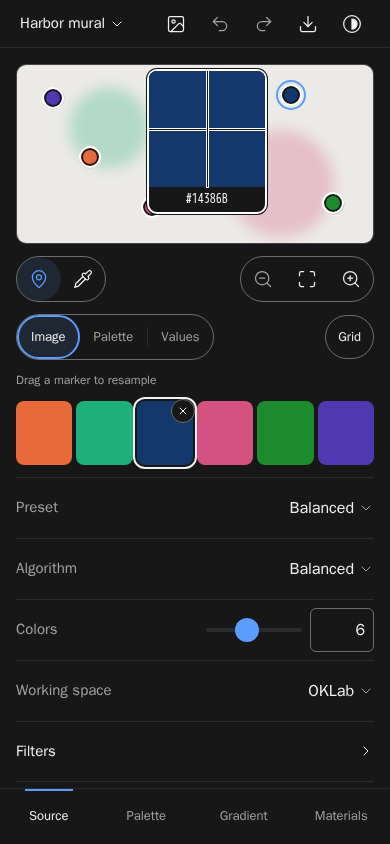 Harbor mural
#14386B
Image
Palette
Values
Grid
Drag a marker to resample
Preset
Balanced
Algorithm
Balanced
Colors
6
Working space
OKLab
Filters
Source
Palette
Gradient
Materials